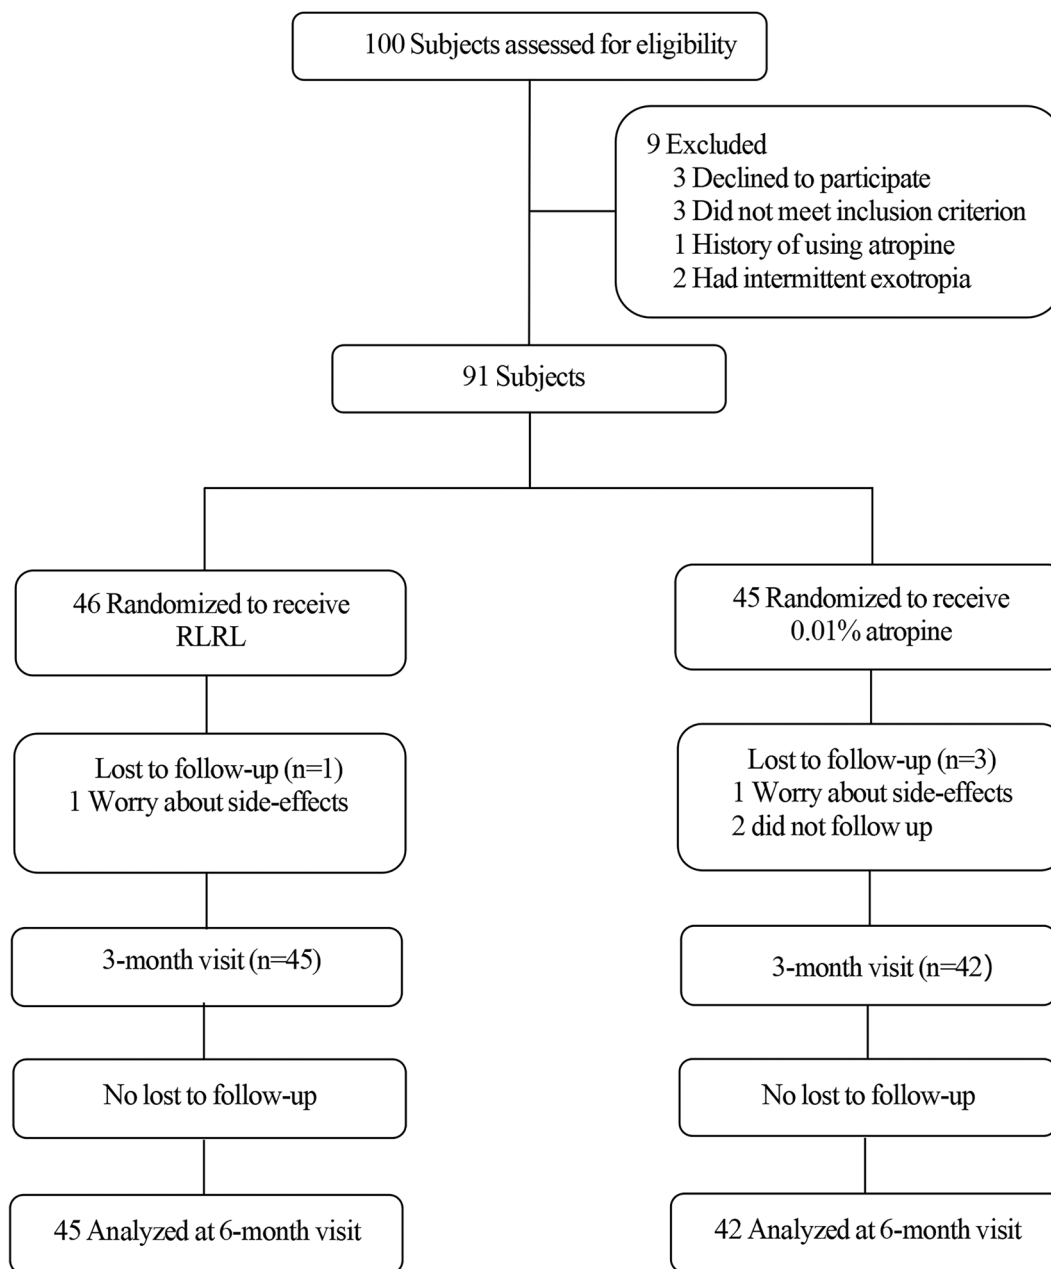 100 Subjects assessed for eligibility
9 Excluded
3 Declined to participate
3 Did not meet inclusion criterion
1 History of using atropine
2 Had intermittent exotropia
91 Subjects
46 Randomized to receive
RLRL
45 Randomized to receive
0.01% atropine
Lost to follow-up (n=1)
1 Worry about side-effects
Lost to follow-up (n=3)
1 Worry about side-effects
2 did not follow up
3-month visit (n=45)
3-month visit (n=42)
No lost to follow-up
No lost to follow-up
45 Analyzed at 6-month visit
42 Analyzed at 6-month visit